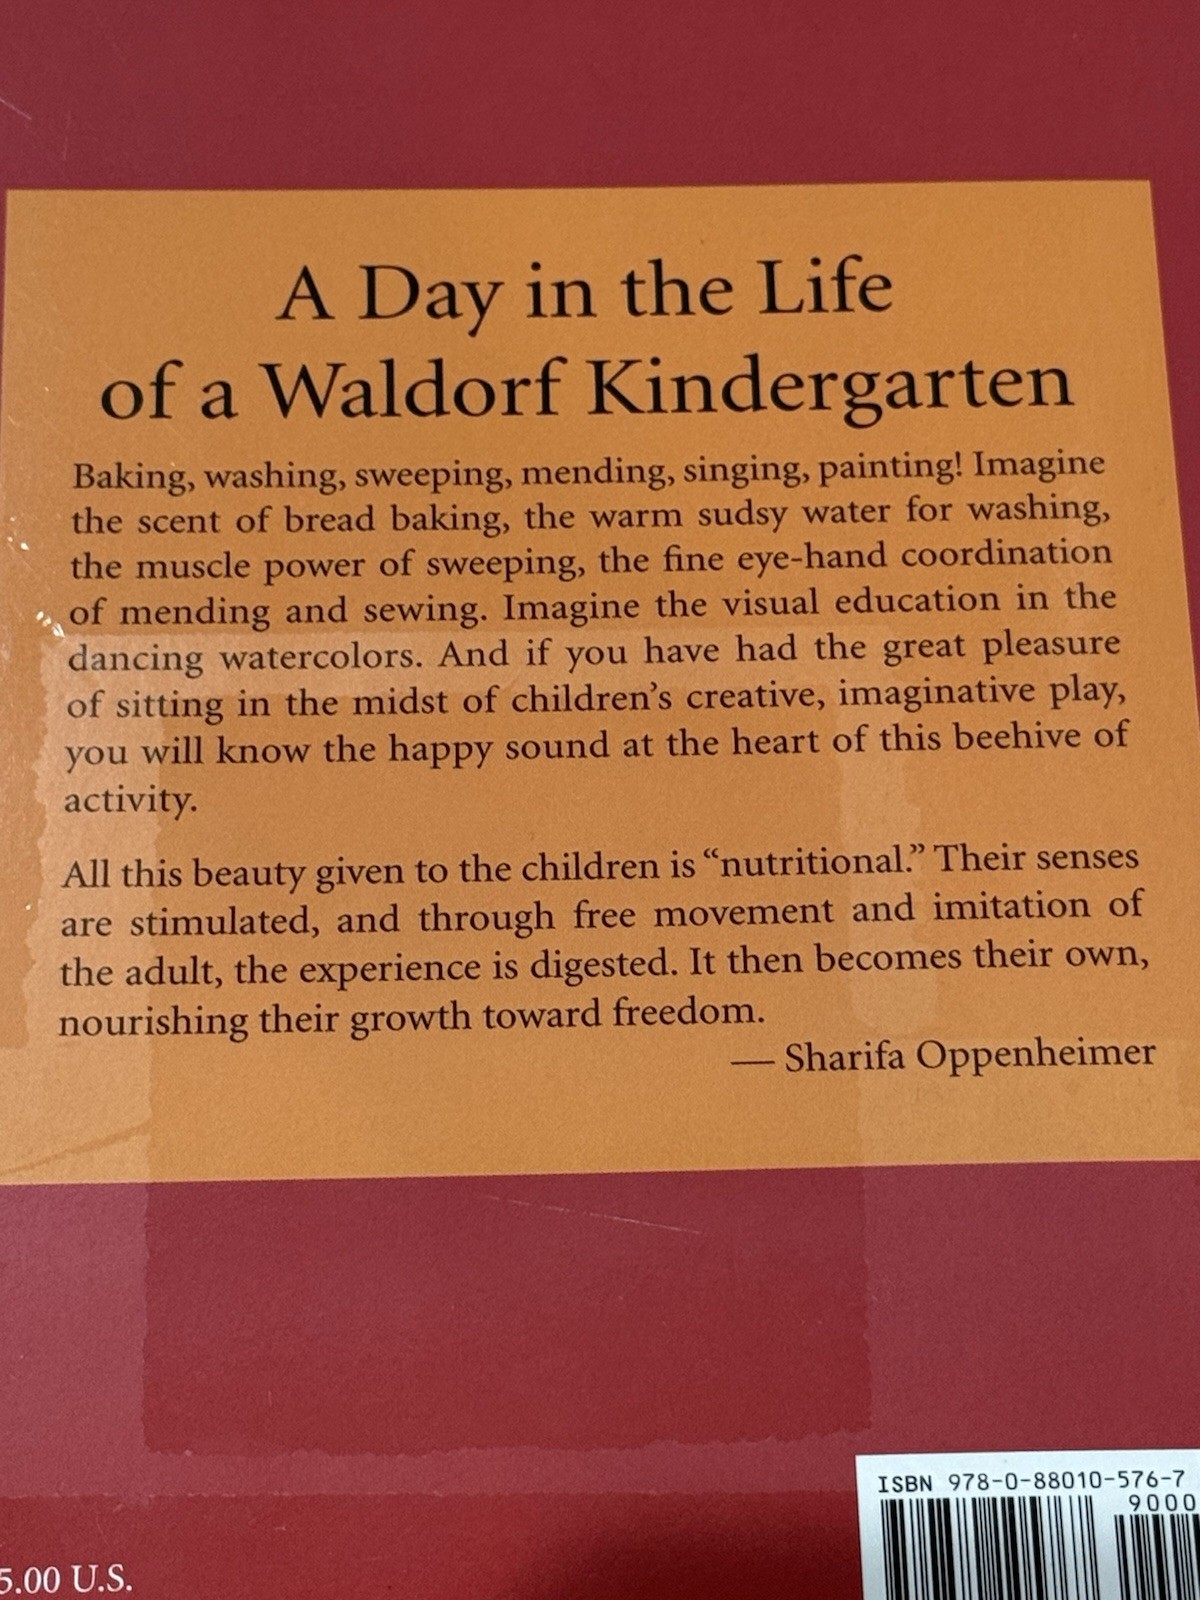 A Day in the Life
of a Waldorf Kindergarten
Baking, washing, sweeping, mending, singing, painting! Imagine
the scent of bread baking, the warm sudsy water for washing,
the muscle power of sweeping, the fine eye-hand coordination
of mending and sewing. Imagine the visual education in the
dancing watercolors. And if you have had the great pleasure
of sitting in the midst of children’s creative, imaginative play,
you will know the happy sound at the heart of this beehive of
activity.
All this beauty given to the children is “nutritional.” Their senses
are stimulated, and through free movement and imitation of
the adult, the experience is digested. It then becomes their own,
nourishing their growth toward freedom.
— Sharifa Oppenheimer
ISBN 978-0-88010-576-7
9000
5.00 U.S.